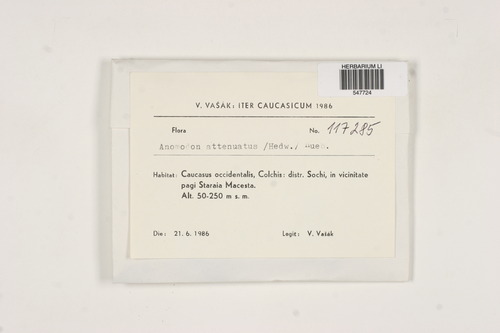 HERBARIUM LI
547724
V. VAŠÁK: ITER CAUCASICUM 1986
Flora No. 117285
Anomodon attenuatus /Hedw./ Hueb.
Habitat: Caucasus occidentalis, Colchis: distr. Sochi, in vicinitate
pagi Staraia Macesta.
Alt. 50-250 m s. m.
Die: 21. 6. 1986 Legit: V. Vašák